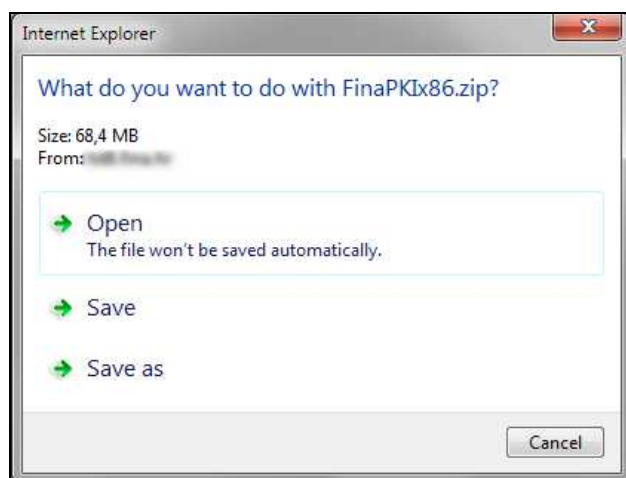 Internet Explorer
What do you want to do with FinaPKIx86.zip?
Size: 68,4 MB
From:
Open
The file won't be saved automatically.
Save
Save as
Cancel